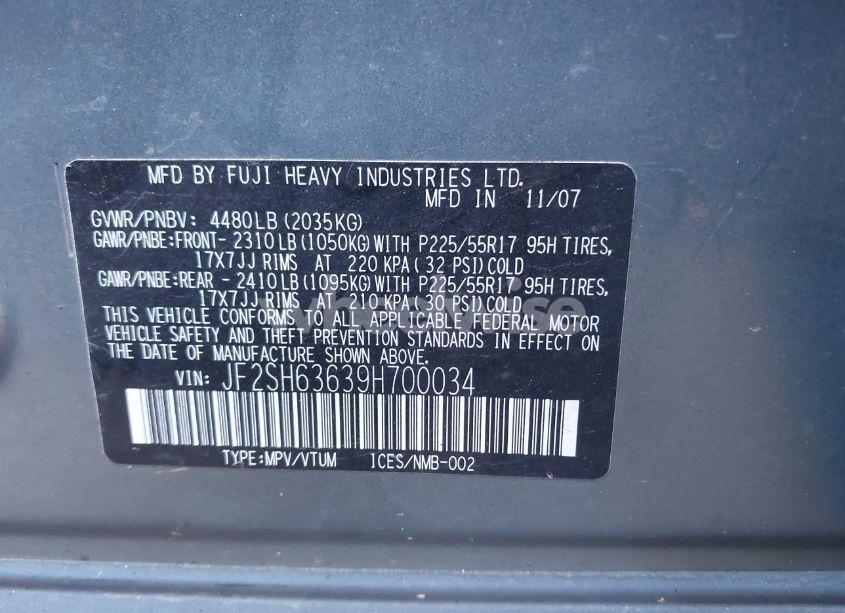 MFD BY FUJI HEAVY INDUSTRIES LTD.
MFD IN 11/07
GVWR/PNBV: 4480LB (2035KG)
GAWR/PNBE:FRONT- 2310LB (1050KG) WITH P225/55R17 95H TIRES,
17X7JJ RIMS AT 220 KPA (32 PSI) COLD
GAWR/PNBE:REAR - 2410LB (1095KG) WITH P225/55R17 95H TIRES,
17X7JJ RIMS AT 210 KPA (30 PSI) COLD
THIS VEHICLE CONFORMS TO ALL APPLICABLE FEDERAL MOTOR
VEHICLE SAFETY AND THEFT PREVENTION STANDARDS IN EFFECT ON
THE DATE OF MANUFACTURE SHOWN ABOVE.
VIN: JF2SH63639H700034
TYPE:MPV/VTUM ICES/NMB-002